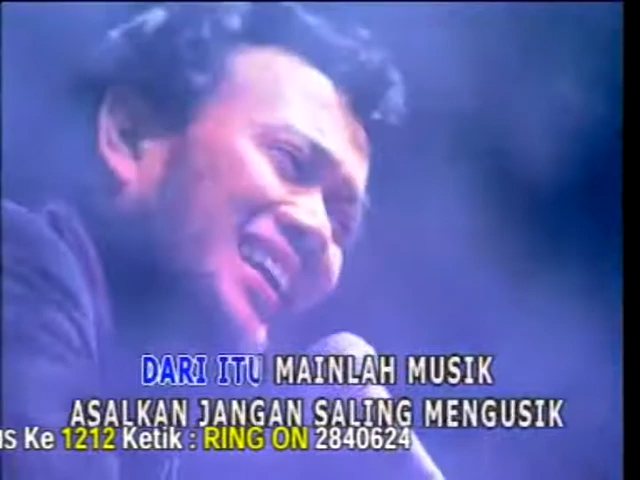 DARI ITU MAINLAH MUSIK
ASALKAN JANGAN SALING MENGUSIK
Ke 1212 Ketik : RING ON 2840624